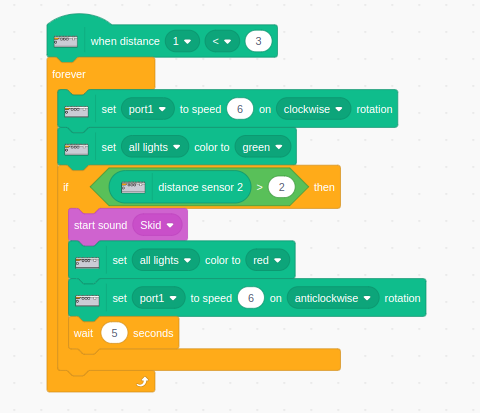 when distance 1 < 3
forever
set port1 to speed 6 on clockwise rotation
set all lights color to green
if distance sensor 2 > 2 then
start sound Skid
set all lights color to red
set port1 to speed 6 on anticlockwise rotation
wait 5 seconds